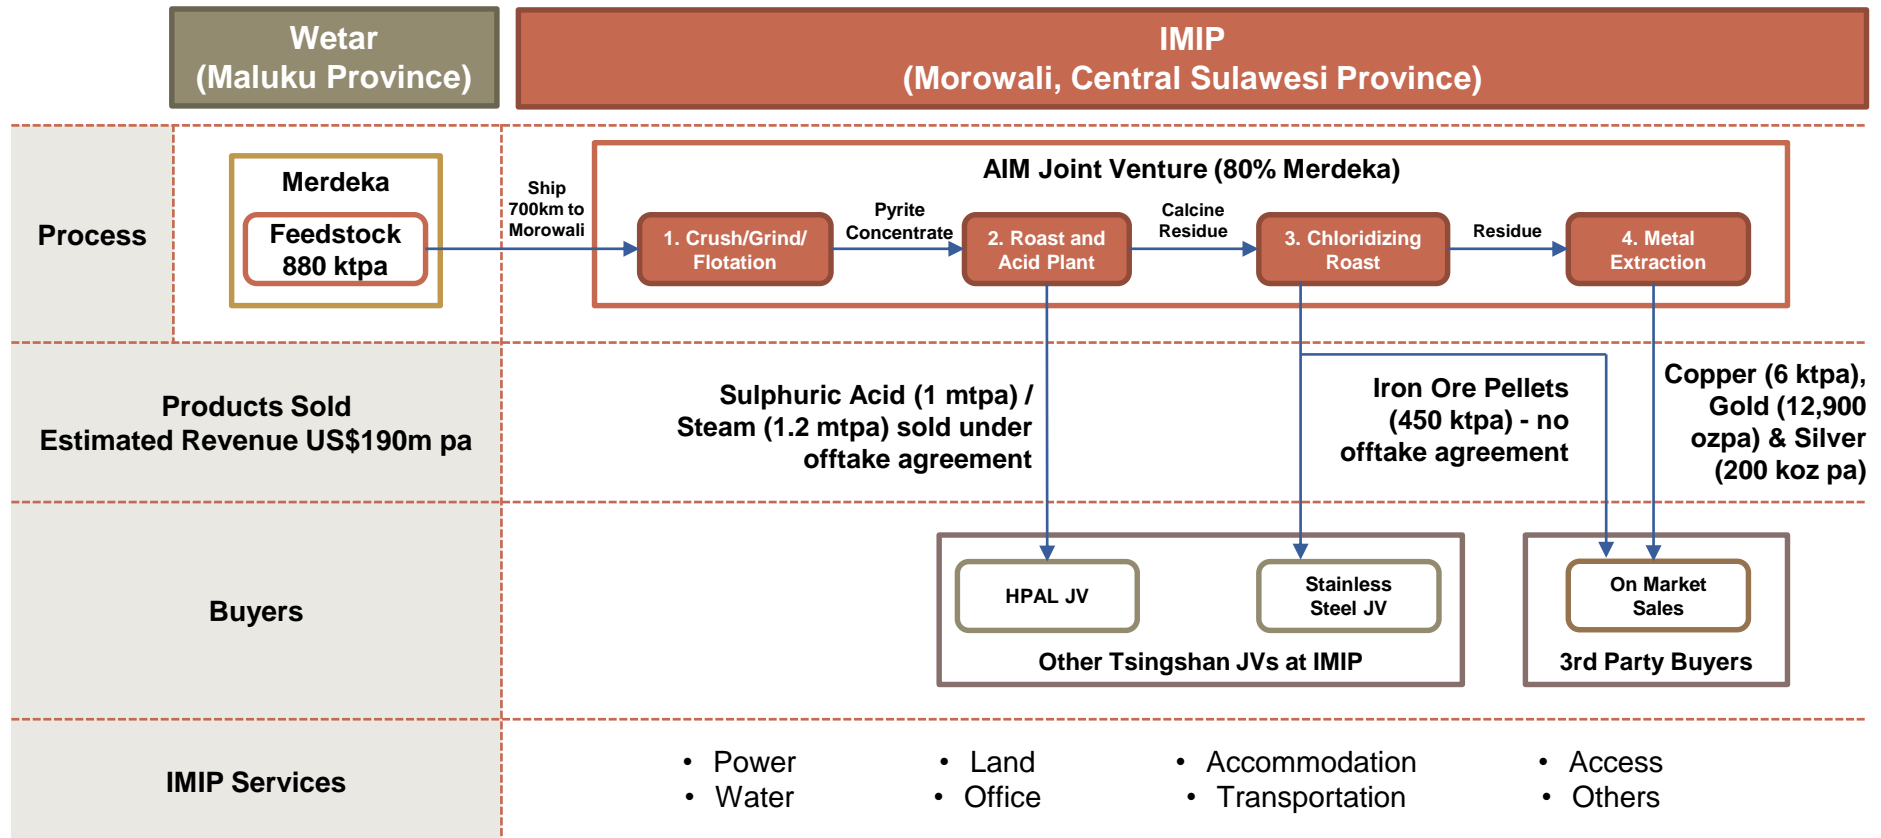 Wetar
(Maluku Province)
IMIP
(Morowali, Central Sulawesi Province)
Process
Merdeka
Feedstock
880 ktpa
Ship
700km to
Morowali
AIM Joint Venture (80% Merdeka)
1. Crush/Grind/
Flotation
Pyrite
Concentrate
2. Roast and
Acid Plant
Calcine
Residue
3. Chloridizing
Roast
Residue
4. Metal
Extraction
Products Sold
Estimated Revenue US$190m pa
Sulphuric Acid (1 mtpa) /
Steam (1.2 mtpa) sold under
offtake agreement
Iron Ore Pellets
(450 ktpa) - no
offtake agreement
Copper (6 ktpa),
Gold (12,900
ozpa) & Silver
(200 koz pa)
Buyers
HPAL JV
Stainless
Steel JV
Other Tsingshan JVs at IMIP
On Market
Sales
3rd Party Buyers
IMIP Services
• Power
• Water
• Land
• Office
• Accommodation
• Transportation
• Access
• Others